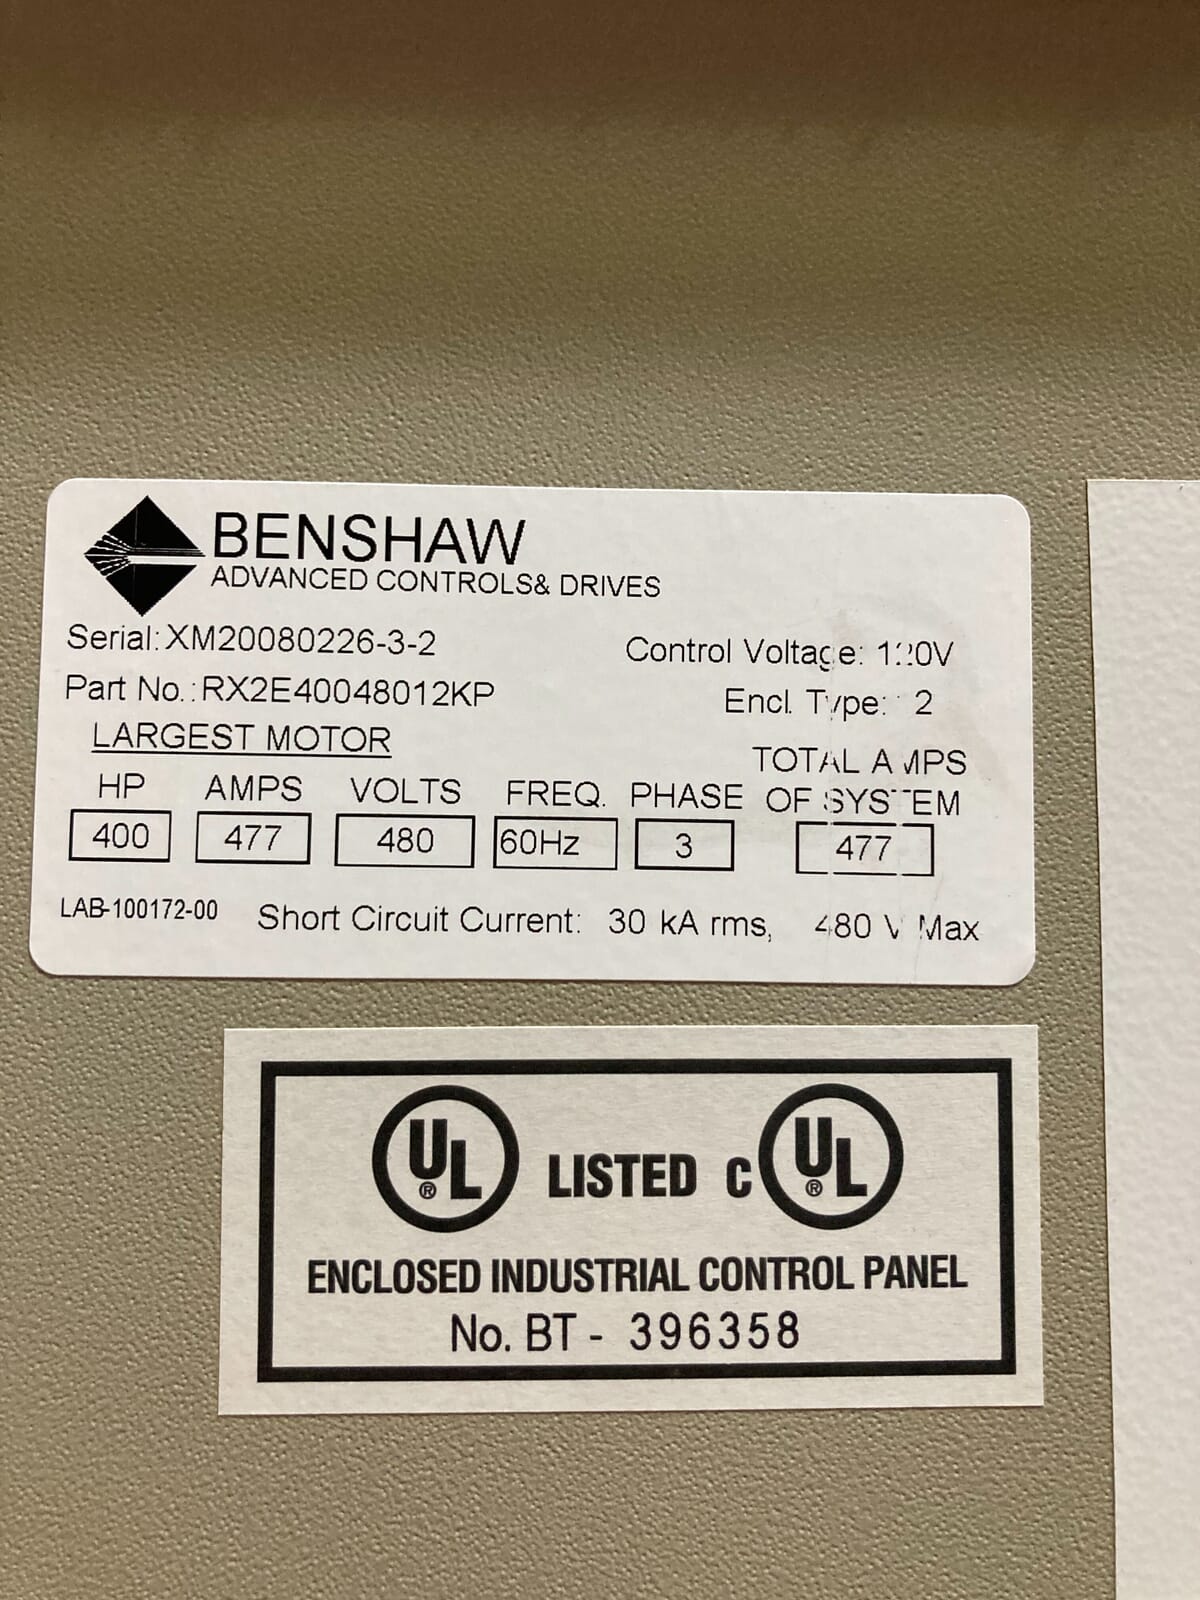 BENSHAW
ADVANCED CONTROLS& DRIVES
Serial: XM20080226-3-2
Control Voltage: 120V
Part No.: RX2E40048012KP
Encl. Type:
LARGEST MOTOR
TOTAL AMPS
HP AMPS VOLTS FREQ. PHASE OF SYSTEM
400 477 480 60Hz 3 477
LAB-100172-00 Short Circuit Current: 30 kA rms, 480 V Max
UL ® LISTED C UL ®
ENCLOSED INDUSTRIAL CONTROL PANEL
No. BT - 396358